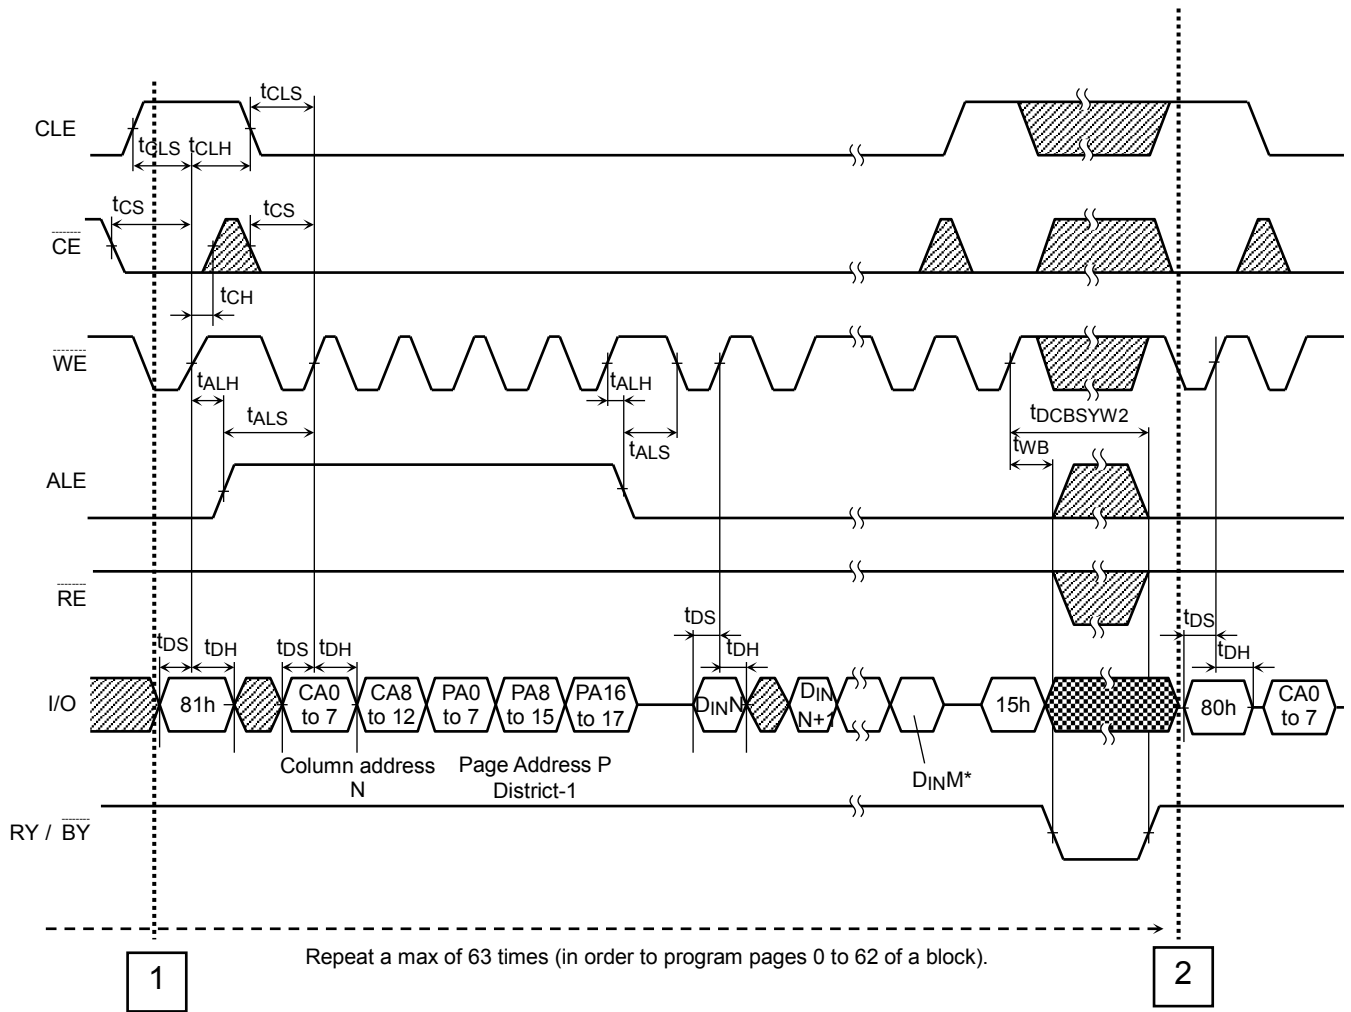 tCLS
CLE
tCLS tCLH
tCS tCS
CE
tCH
WE
tALH tALH
tDCBSYW2
tALS tALS
tWB
ALE
RE
tDS tDH tDS tDH tDS tDH tDS tDH
I/O 81h CA0 to 7 CA8 to 12 PA0 to 7 PA8 to 15 PA16 to 17 DINN DIN N+1 15h 80h CA0 to 7
Column address N
Page Address P District-1
DINM*
RY / BY
Repeat a max of 63 times (in order to program pages 0 to 62 of a block).
1 2